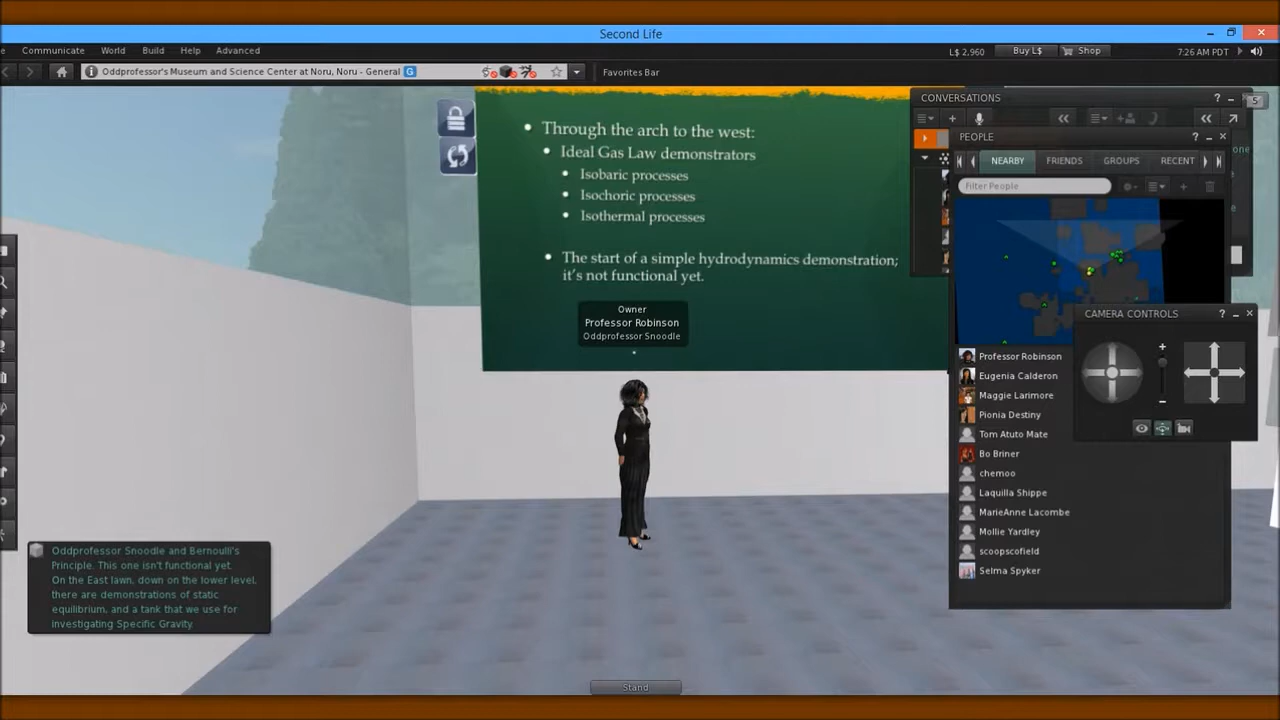 Second Life
Communicate World Build Help Advanced
L$ 2,960 Buy L$ Shop 7:26 AM PDT
Oddprofessor's Museum and Science Center at Noru, Noru - General G
Favorites Bar
Through the arch to the west:
Ideal Gas Law demonstrators
Isobaric processes
Isochoric processes
Isothermal processes
The start of a simple hydrodynamics demonstration;
it's not functional yet.
Owner
Professor Robinson
Oddprofessor Snoodle
CONVERSATIONS
5
PEOPLE
NEARBY FRIENDS GROUPS RECENT
Filter People
CAMERA CONTROLS
Professor Robinson
Eugenia Calderon
Maggie Larimore
Pionia Destiny
Tom Atuto Mate
Bo Briner
chemoo
Laquilla Shippe
MarieAnne Lacombe
Mollie Yardley
scoopscofield
Selma Spyker
Oddprofessor Snoodle and Bernoulli's
Principle. This one isn't functional yet.
On the East lawn, down on the lower level,
there are demonstrations of static
equilibrium, and a tank that we use for
investigating Specific Gravity.
Stand